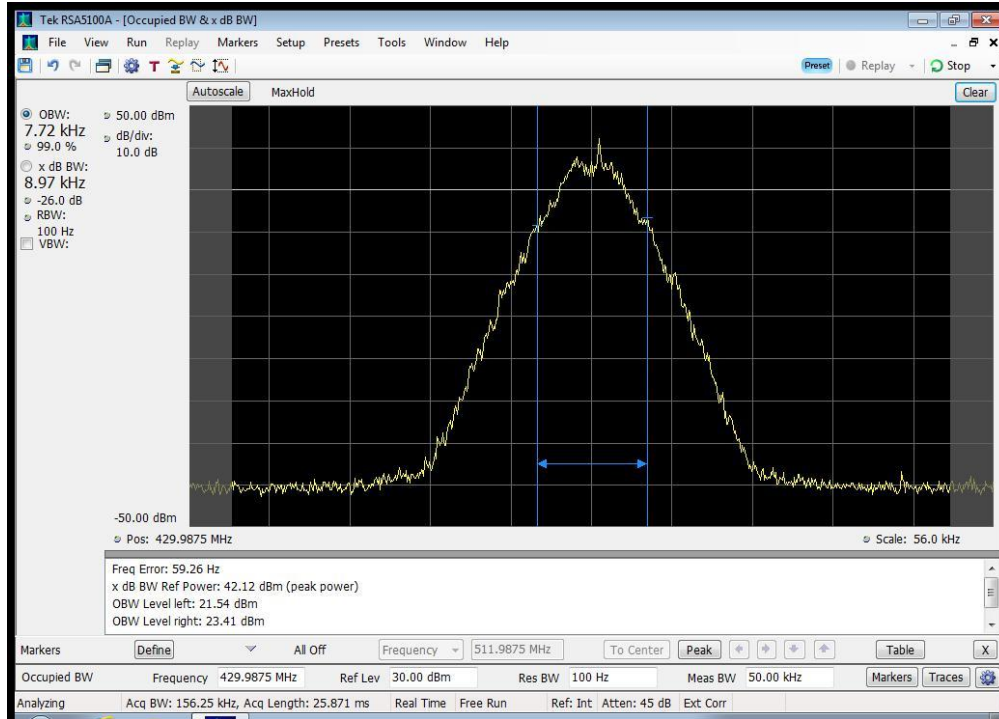 Tek RSA5100A - [Occupied BW & x dB BW]
File View Run Replay Markers Setup Presets Tools Window Help
T Preset Replay Stop
Autoscale MaxHold Clear
OBW:
7.72 kHz
99.0 %
x dB BW:
8.97 kHz
-26.0 dB
RBW:
100 Hz
VBW:
50.00 dBm
dB/div:
10.0 dB
-50.00 dBm
Pos: 429.9875 MHz Scale: 56.0 kHz
Freq Error: 59.26 Hz
x dB BW Ref Power: 42.12 dBm (peak power)
OBW Level left: 21.54 dBm
OBW Level right: 23.41 dBm
Markers Define All Off Frequency 511.9875 MHz To Center Peak Table X
Occupied BW Frequency 429.9875 MHz Ref Lev 30.00 dBm Res BW 100 Hz Meas BW 50.00 kHz Markers Traces
Analyzing Acq BW: 156.25 kHz, Acq Length: 25.871 ms Real Time Free Run Ref: Int Atten: 45 dB Ext Corr